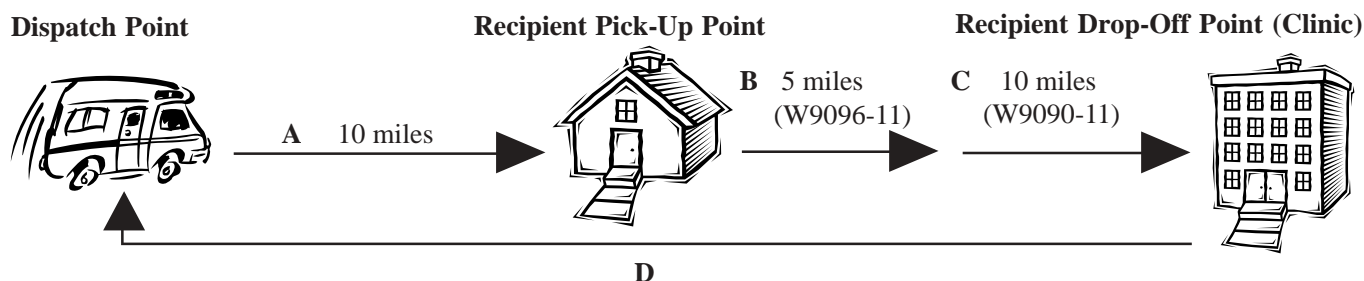 Dispatch Point
Recipient Pick-Up Point
Recipient Drop-Off Point (Clinic)
A 10 miles
B 5 miles
(W9096-11)
C 10 miles
(W9090-11)
D